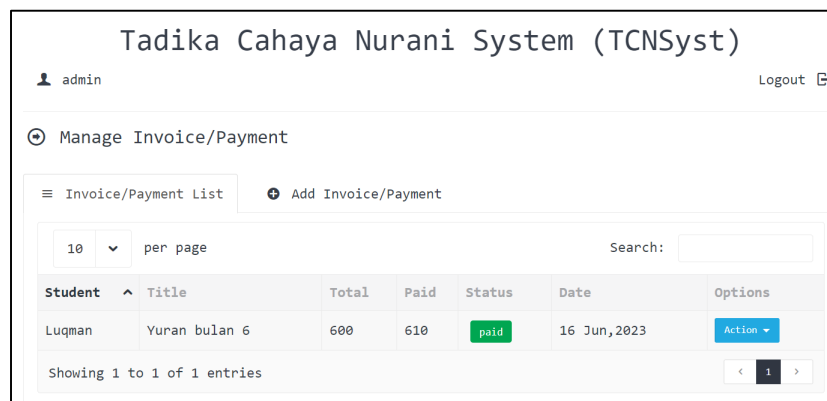 Tadika Cahaya Nurani System (TCNSyst)
admin Logout
Manage Invoice/Payment
Invoice/Payment List Add Invoice/Payment
10 per page Search:
Student Title Total Paid Status Date Options
Luqman Yuran bulan 6 600 610 paid 16 Jun,2023 Action
Showing 1 to 1 of 1 entries 1